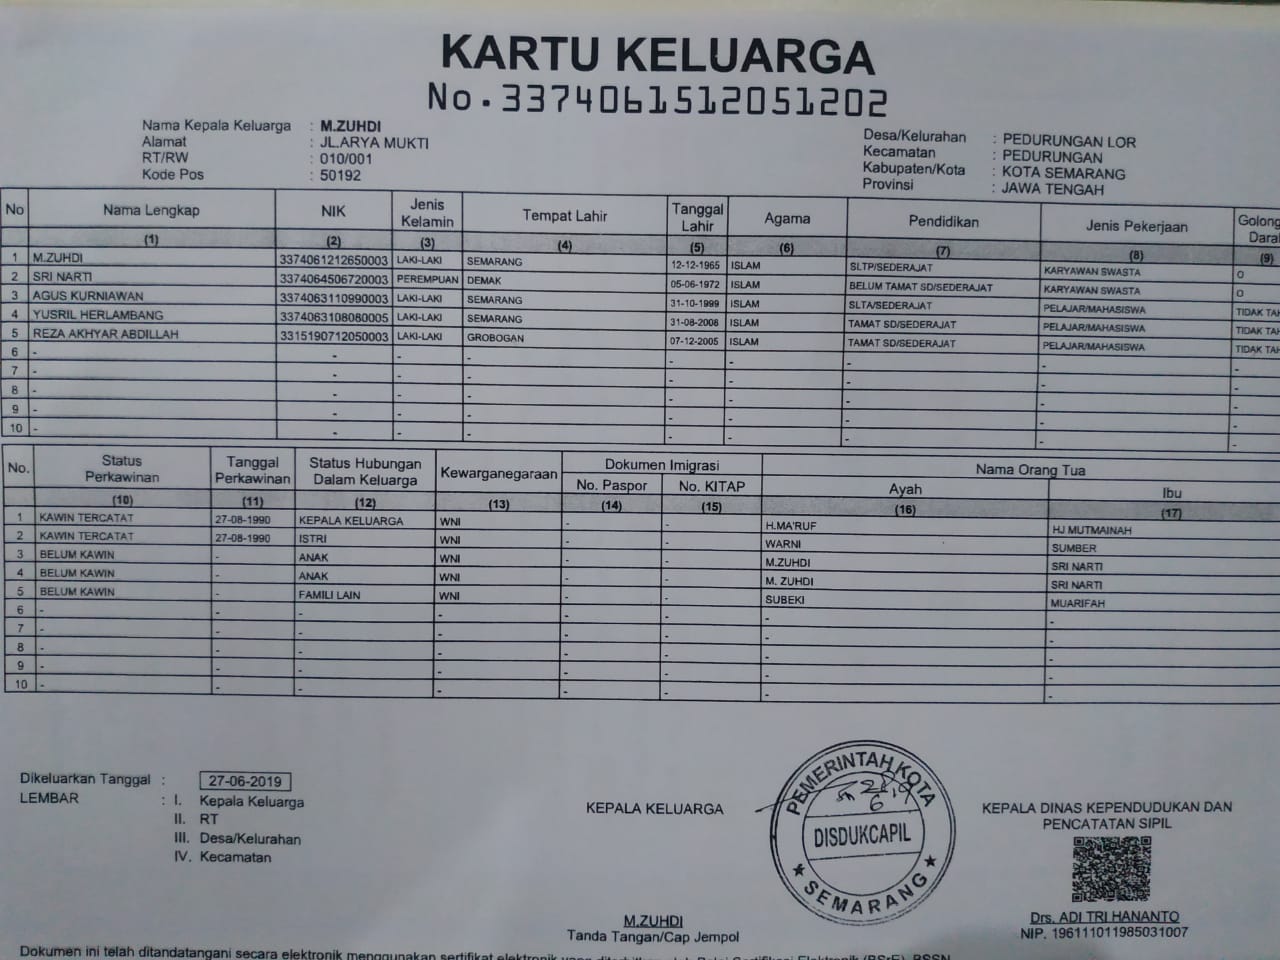 KARTU KELUARGA
No.3374061512051202
Nama Kepala Keluarga : M.ZUHDI
Alamat : JL.ARYA MUKTI
RT/RW : 010/001
Kode Pos : 50192
Desa/Kelurahan : PEDURUNGAN LOR
Kecamatan : PEDURUNGAN
Kabupaten/Kota : KOTA SEMARANG
Provinsi : JAWA TENGAH
No Nama Lengkap NIK Jenis Kelamin Tempat Lahir Tanggal Lahir Agama Pendidikan Jenis Pekerjaan Golong Daral
(1) (2) (3) (4) (5) (6) (7) (8) (9)
1 M.ZUHDI 3374061212650003 LAKI-LAKI SEMARANG 12-12-1965 ISLAM SLTP/SEDERAJAT KARYAWAN SWASTA O
2 SRI NARTI 3374064506720003 PEREMPUAN DEMAK 05-06-1972 ISLAM BELUM TAMAT SD/SEDERAJAT KARYAWAN SWASTA O
3 AGUS KURNIAWAN 3374063110990003 LAKI-LAKI SEMARANG 31-10-1999 ISLAM SLTA/SEDERAJAT PELAJAR/MAHASISWA TIDAK TAH
4 YUSRIL HERLAMBANG 3374063108080005 LAKI-LAKI SEMARANG 31-08-2008 ISLAM TAMAT SD/SEDERAJAT PELAJAR/MAHASISWA TIDAK TAH
5 REZA AKHYAR ABDILLAH 3315190712050003 LAKI-LAKI GROBOGAN 07-12-2005 ISLAM TAMAT SD/SEDERAJAT PELAJAR/MAHASISWA TIDAK TAH
6 - - - - - - - - -
7 - - - - - - - - -
8 - - - - - - - - -
9 - - - - - - - - -
10 - - - - - - - - -
No. Status Perkawinan Tanggal Perkawinan Status Hubungan Dalam Keluarga Kewarganegaraan Dokumen Imigrasi Nama Orang Tua
No. Paspor No. KITAP Ayah Ibu
(10) (11) (12) (13) (14) (15) (16) (17)
1 KAWIN TERCATAT 27-08-1990 KEPALA KELUARGA WNI - - H.MA'RUF HJ MUTMAINAH
2 KAWIN TERCATAT 27-08-1990 ISTRI WNI - - WARNI SUMBER
3 BELUM KAWIN - ANAK WNI - - M.ZUHDI SRI NARTI
4 BELUM KAWIN - ANAK WNI - - M. ZUHDI SRI NARTI
5 BELUM KAWIN - FAMILI LAIN WNI - - SUBEKI MUARIFAH
6 - - - - - - - -
7 - - - - - - - -
8 - - - - - - - -
9 - - - - - - - -
10 - - - - - - - -
Dikeluarkan Tanggal : 27-06-2019
LEMBAR : I. Kepala Keluarga
II. RT
III. Desa/Kelurahan
IV. Kecamatan
KEPALA KELUARGA
M.ZUHDI
Tanda Tangan/Cap Jempol
PEMERINTAH KOTA
DISDUKCAPIL
SEMARANG
KEPALA DINAS KEPENDUDUKAN DAN
PENCATATAN SIPIL
Drs. ADI TRI HANANTO
NIP. 196111011985031007
Dokumen ini telah ditandatangani secara elektronik menggunakan sertifikat elektronik yang diterbitkan oleh Balai Sertifikasi Elektronik (BSrE), BSSN